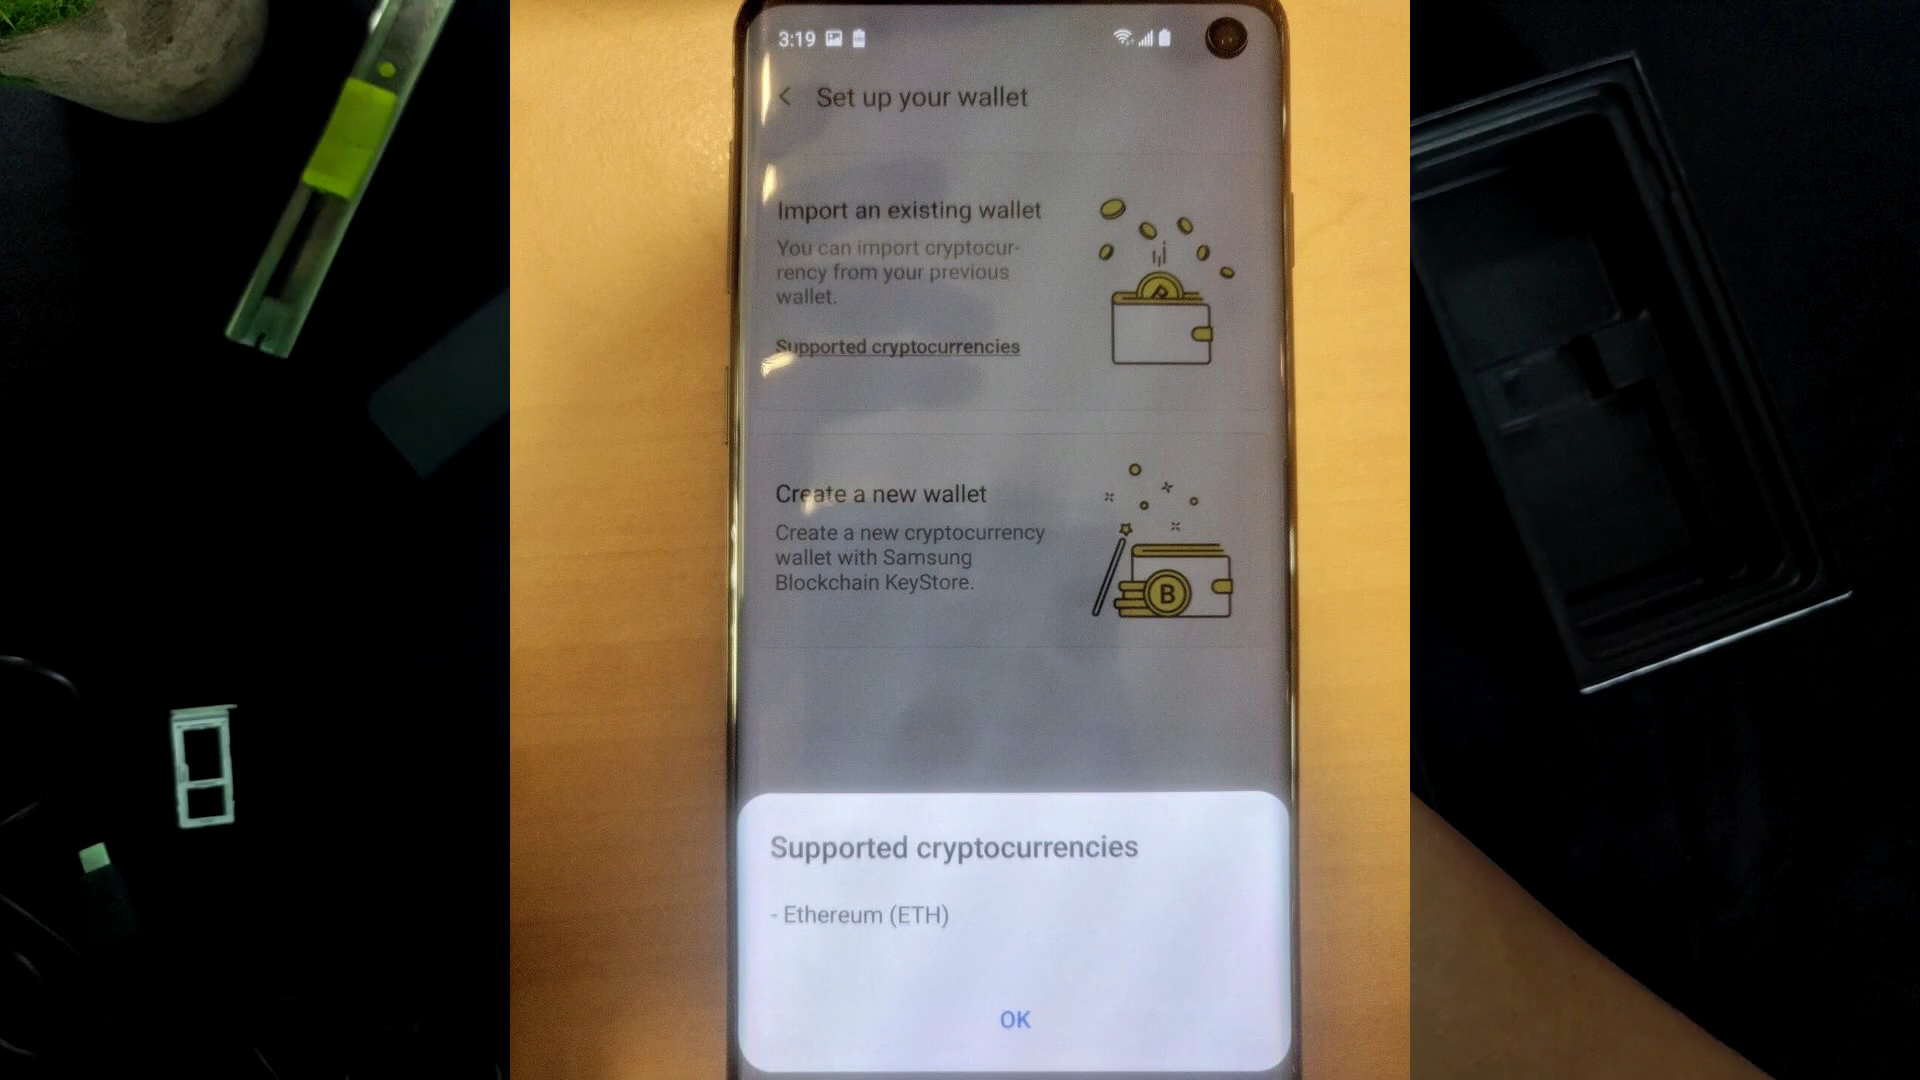 3:19
Set up your wallet
Import an existing wallet
You can import cryptocur-
rency from your previous
wallet.
Supported cryptocurrencies
Create a new wallet
Create a new cryptocurrency
wallet with Samsung
Blockchain KeyStore.
B
Supported cryptocurrencies
- Ethereum (ETH)
OK